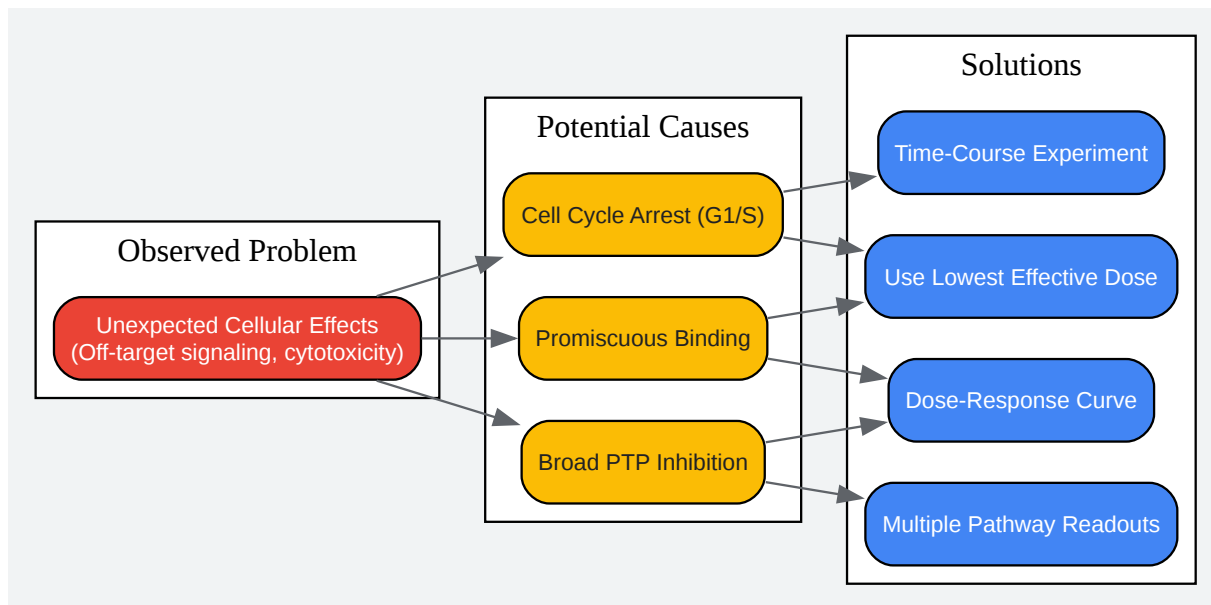 Observed Problem
Unexpected Cellular Effects
(Off-target signaling, cytotoxicity)
Potential Causes
Cell Cycle Arrest (G1/S)
Promiscuous Binding
Broad PTP Inhibition
Solutions
Time-Course Experiment
Use Lowest Effective Dose
Dose-Response Curve
Multiple Pathway Readouts